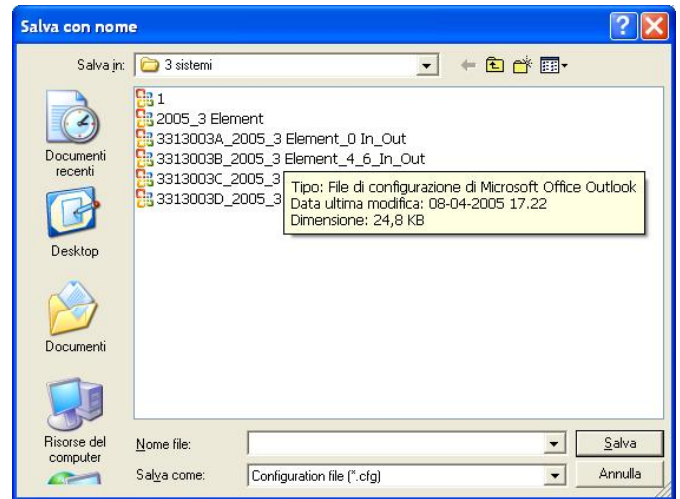 Salva con nome
Salva in: 3 sistemi
1
2005_3 Element
3313003A_2005_3 Element_0 In_Out
3313003B_2005_3 Element_4_6_In_Out
3313003C_2005_3
3313003D_2005_3
Tipo: File di configurazione di Microsoft Office Outlook
Data ultima modifica: 08-04-2005 17.22
Dimensione: 24,8 KB
Documenti
recenti
Desktop
Documenti
Risorse del
computer
Nome file:
Salva
Salva come: Configuration file (*.cfg)
Annulla